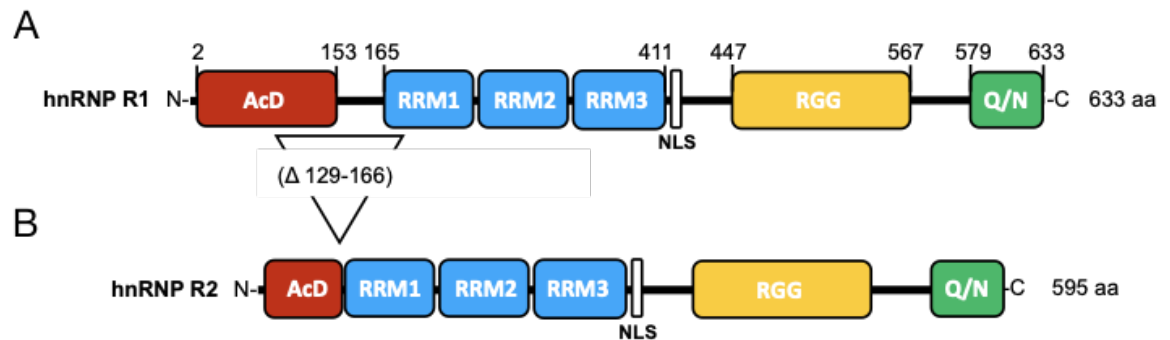 A
2 153 165 411 447 567 579 633
hnRNP R1 N- AcD RRM1 RRM2 RRM3 RGG Q/N -C 633 aa
NLS
(Δ 129-166)
B
hnRNP R2 N- AcD RRM1 RRM2 RRM3 RGG Q/N -C 595 aa
NLS